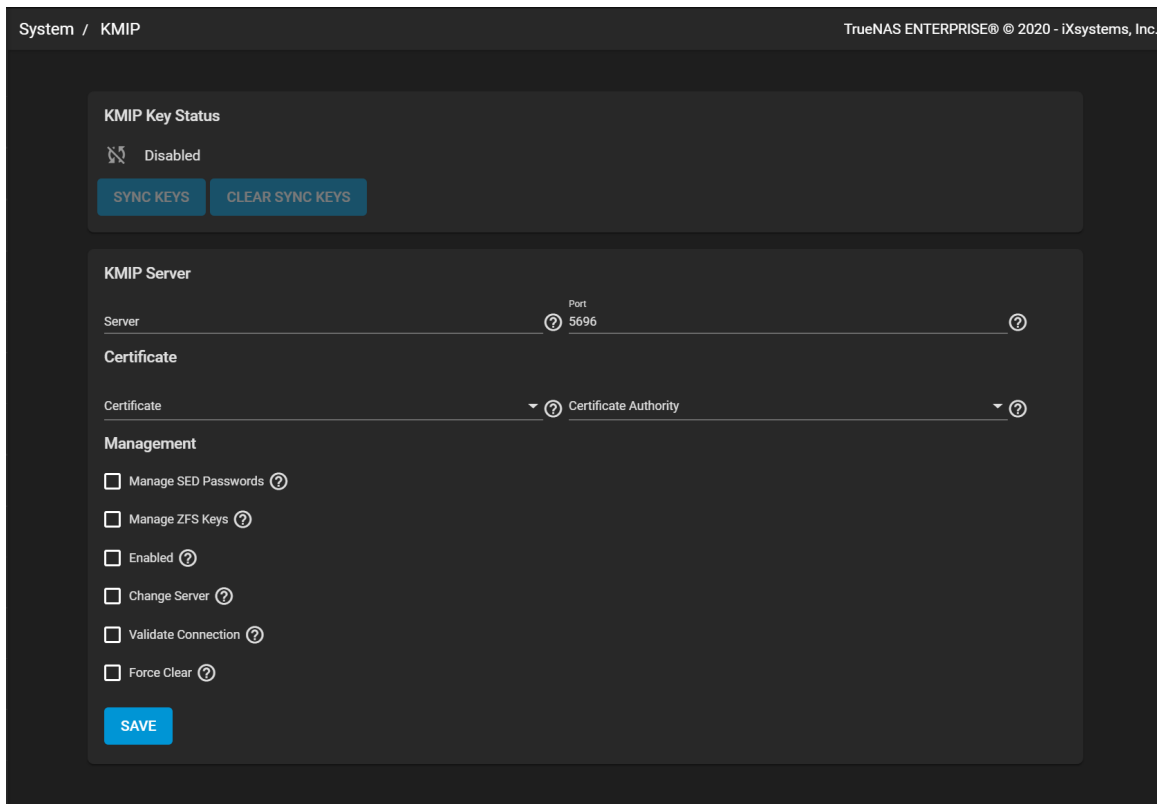 System / KMIP
TrueNAS ENTERPRISE® © 2020 - iXsystems, Inc.
KMIP Key Status
Disabled
SYNC KEYS
CLEAR SYNC KEYS
KMIP Server
Server
Port
5696
Certificate
Certificate
Certificate Authority
Management
Manage SED Passwords
Manage ZFS Keys
Enabled
Change Server
Validate Connection
Force Clear
SAVE